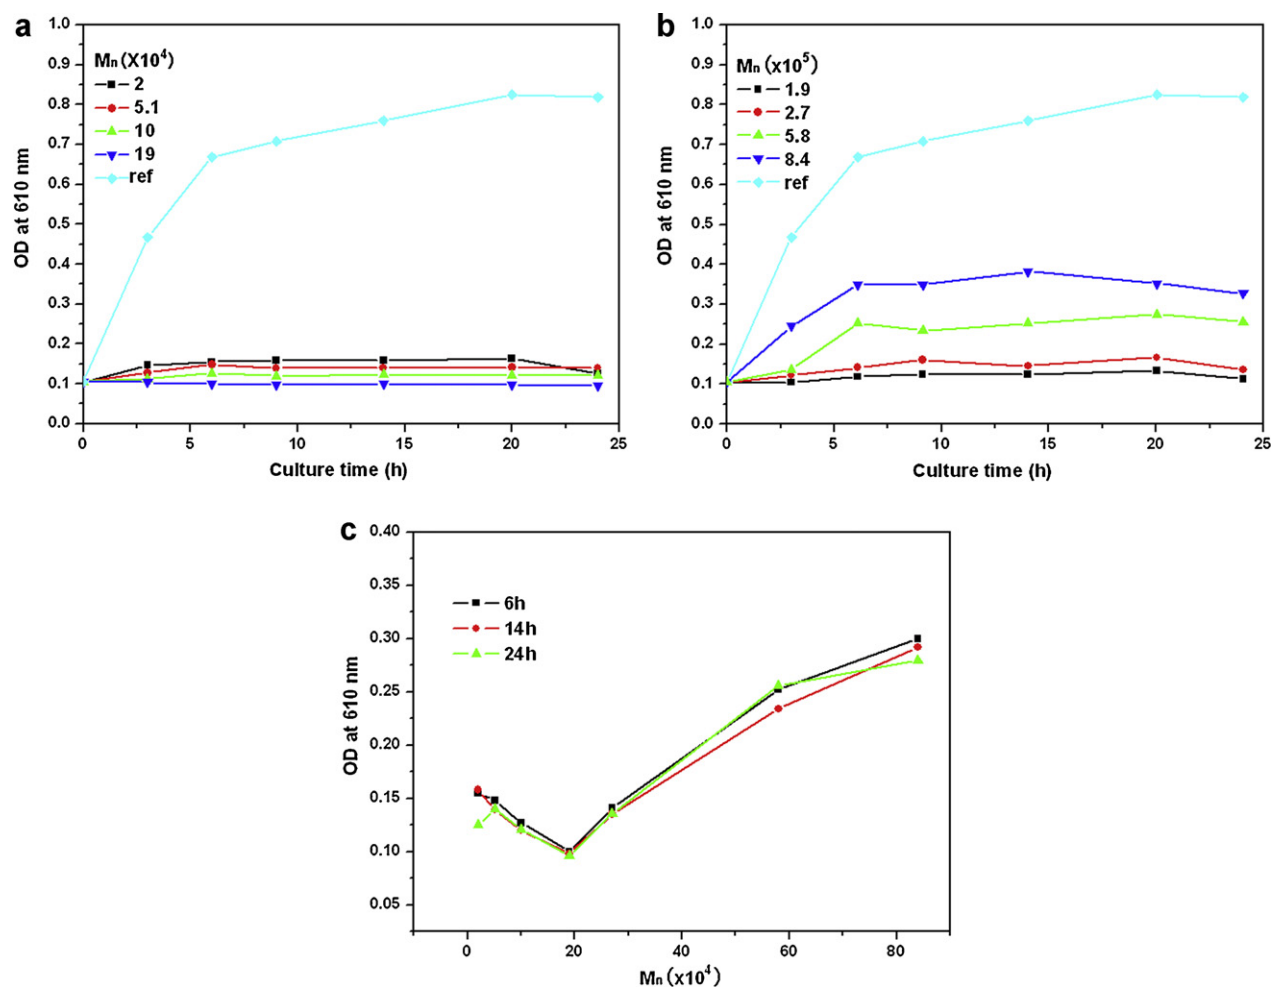 a
1.0
0.9
0.8
0.7
0.6
0.5
0.4
0.3
0.2
0.1
0.0
OD at 610 nm
Mn (X10⁴)
2
5.1
10
19
ref
0 5 10 15 20 25
Culture time (h)
b
1.0
0.9
0.8
0.7
0.6
0.5
0.4
0.3
0.2
0.1
0.0
OD at 610 nm
Mn (x10⁵)
1.9
2.7
5.8
8.4
ref
0 5 10 15 20 25
Culture time (h)
c
0.40
0.35
0.30
0.25
0.20
0.15
0.10
0.05
OD at 610 nm
6h
14h
24h
0 20 40 60 80
Mn (x10⁴)